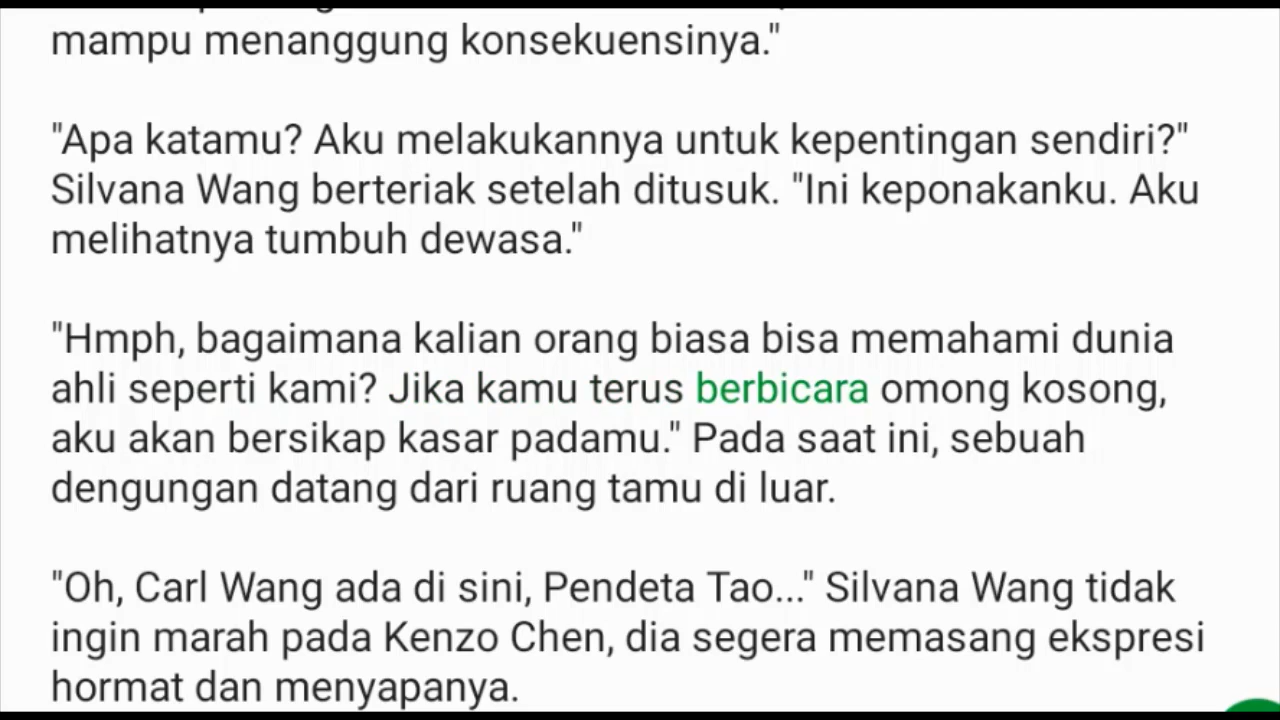 mampu menanggung konsekuensinya."
"Apa katamu? Aku melakukannya untuk kepentingan sendiri?"
Silvana Wang berteriak setelah ditusuk. "Ini keponakanku. Aku
melihatnya tumbuh dewasa."
"Hmph, bagaimana kalian orang biasa bisa memahami dunia
ahli seperti kami? Jika kamu terus berbicara omong kosong,
aku akan bersikap kasar padamu." Pada saat ini, sebuah
dengungan datang dari ruang tamu di luar.
"Oh, Carl Wang ada di sini, Pendeta Tao..." Silvana Wang tidak
ingin marah pada Kenzo Chen, dia segera memasang ekspresi
hormat dan menyapanya.